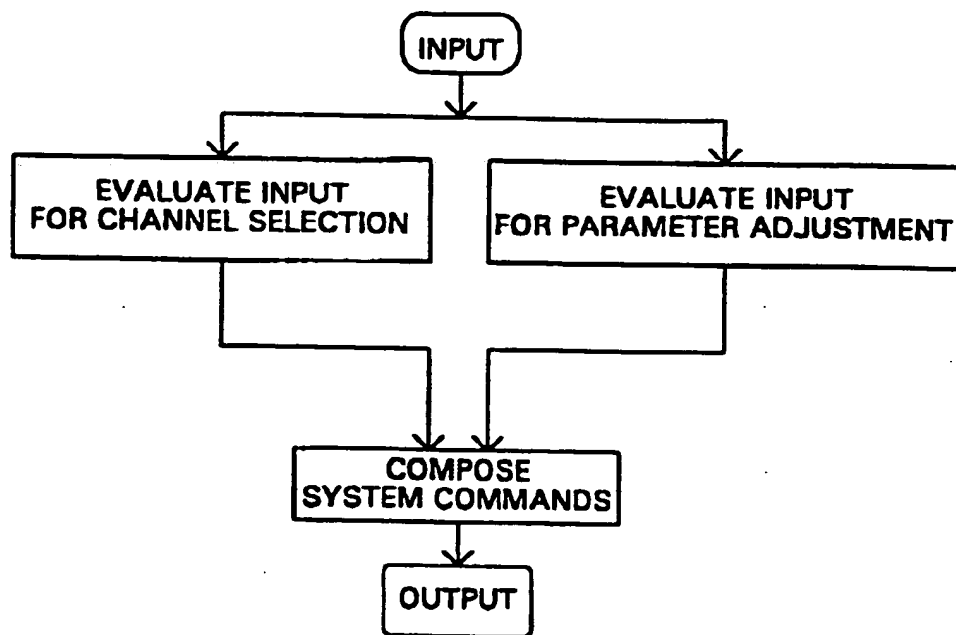 INPUT
EVALUATE INPUT
FOR CHANNEL SELECTION
EVALUATE INPUT
FOR PARAMETER ADJUSTMENT
COMPOSE
SYSTEM COMMANDS
OUTPUT